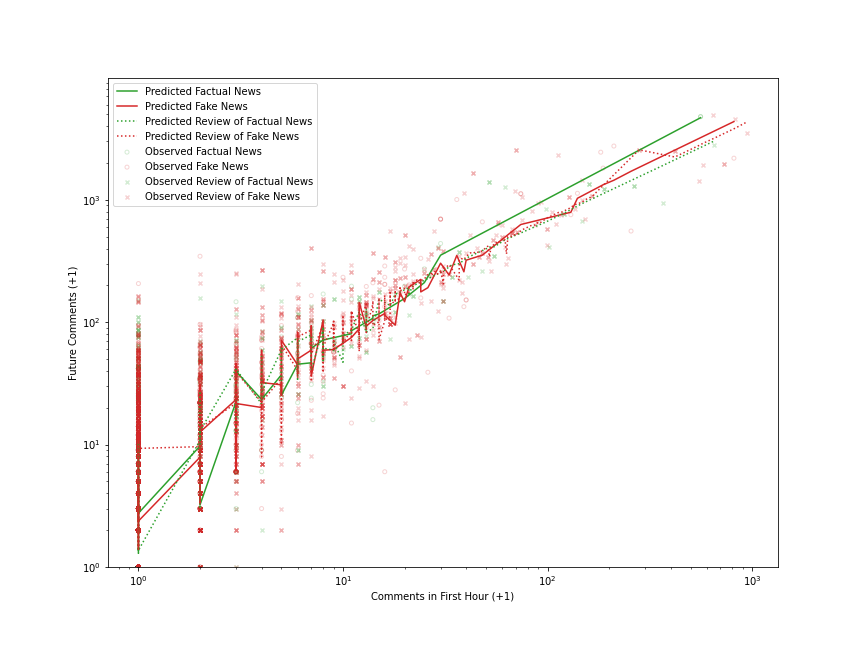 Predicted Factual News
Predicted Fake News
Predicted Review of Factual News
Predicted Review of Fake News
Observed Factual News
Observed Fake News
Observed Review of Factual News
Observed Review of Fake News
Future Comments (+1)
10³
10²
10¹
10⁰
10⁰ 10¹ 10² 10³
Comments in First Hour (+1)